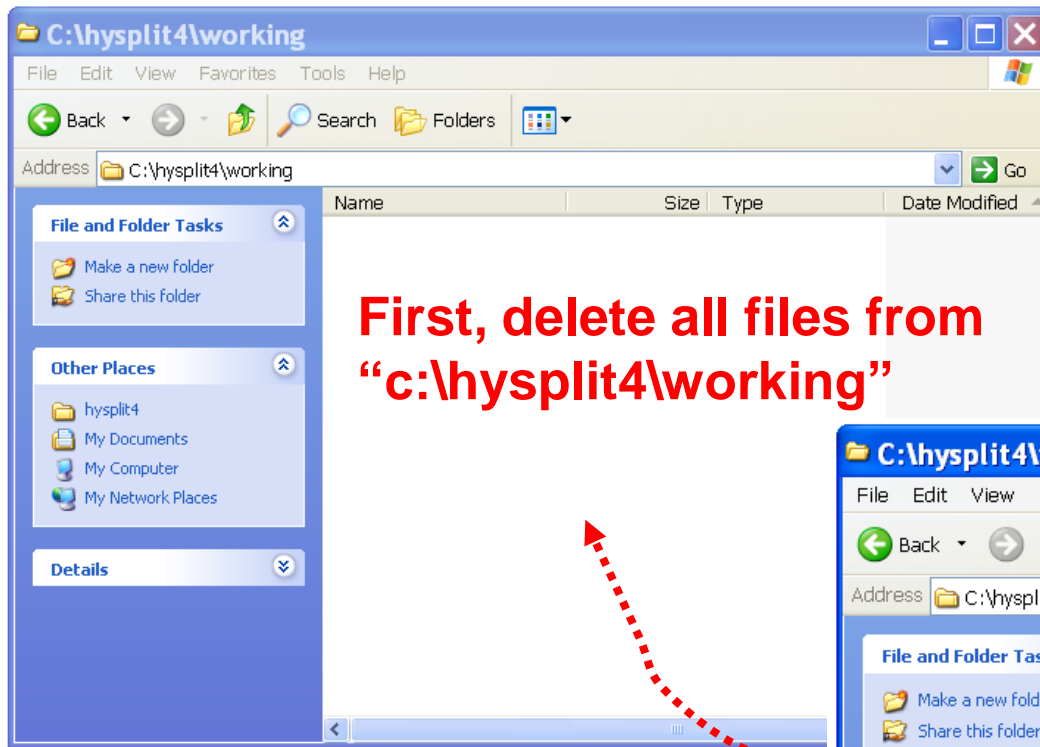 C:\hysplit4\working
File Edit View Favorites Tools Help
Back Search Folders
Address C:\hysplit4\working Go
Name Size Type Date Modified
File and Folder Tasks
Make a new folder
Share this folder
First, delete all files from
“c:\hysplit4\working”
Other Places
hysplit4
My Documents
My Computer
My Network Places
Details
C:\hysplit4\
File Edit View
Back
Address C:\hyspl
File and Folder Tas
Make a new fold
Share this folder